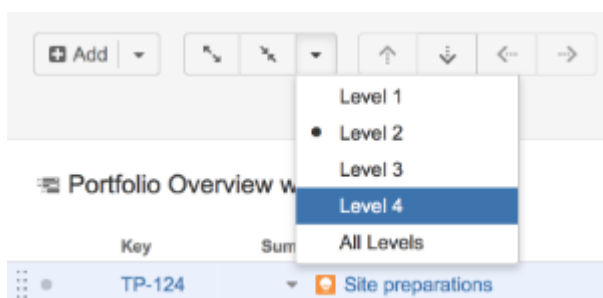 Add
Level 1
Level 2
Level 3
Level 4
All Levels
Portfolio Overview w
Key Sum
TP-124 Site preparations